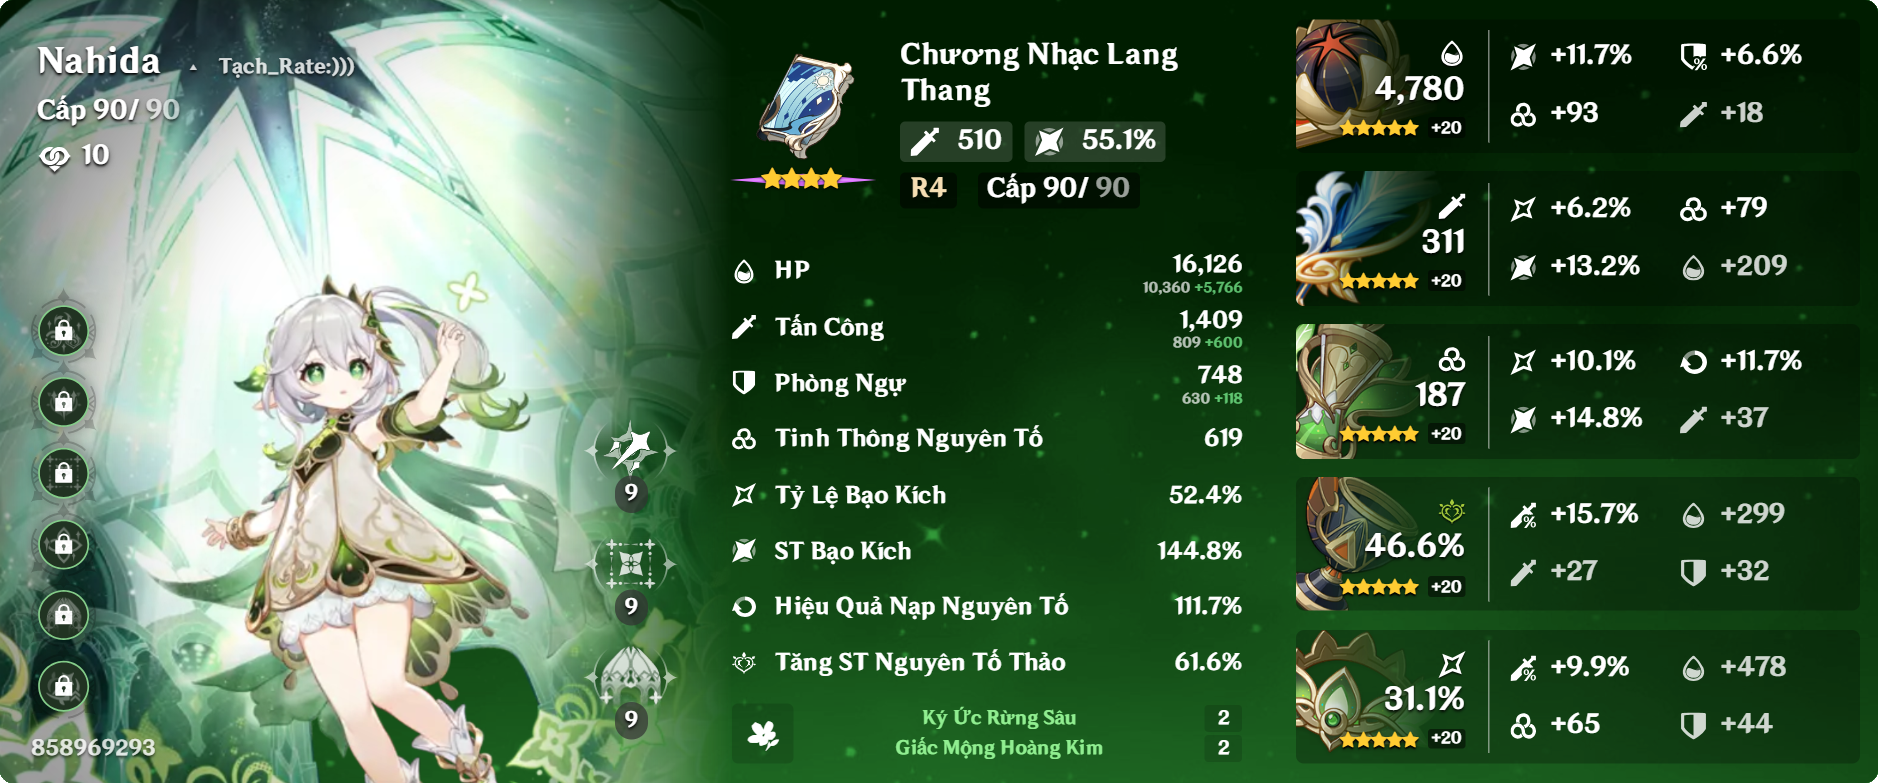 Nahida ▲ Tạch_Rate:)))
Cấp 90/ 90
10
9
9
9
858969293
Chương Nhạc Lang
Thang
510 55.1%
R4 Cấp 90/ 90
HP 16,126
10,360 +5,766
Tấn Công 1,409
809 +600
Phòng Ngự 748
630 +118
Tinh Thông Nguyên Tố 619
Tỷ Lệ Bạo Kích 52.4%
ST Bạo Kích 144.8%
Hiệu Quả Nạp Nguyên Tố 111.7%
Tăng ST Nguyên Tố Thảo 61.6%
Ký Ức Rừng Sâu 2
Giấc Mộng Hoàng Kim 2
4,780
+20
+11.7% +6.6%
+93 +18
311
+20
+6.2% +79
+13.2% +209
187
+20
+10.1% +11.7%
+14.8% +37
46.6%
+20
+15.7% +299
+27 +32
31.1%
+20
+9.9% +478
+65 +44